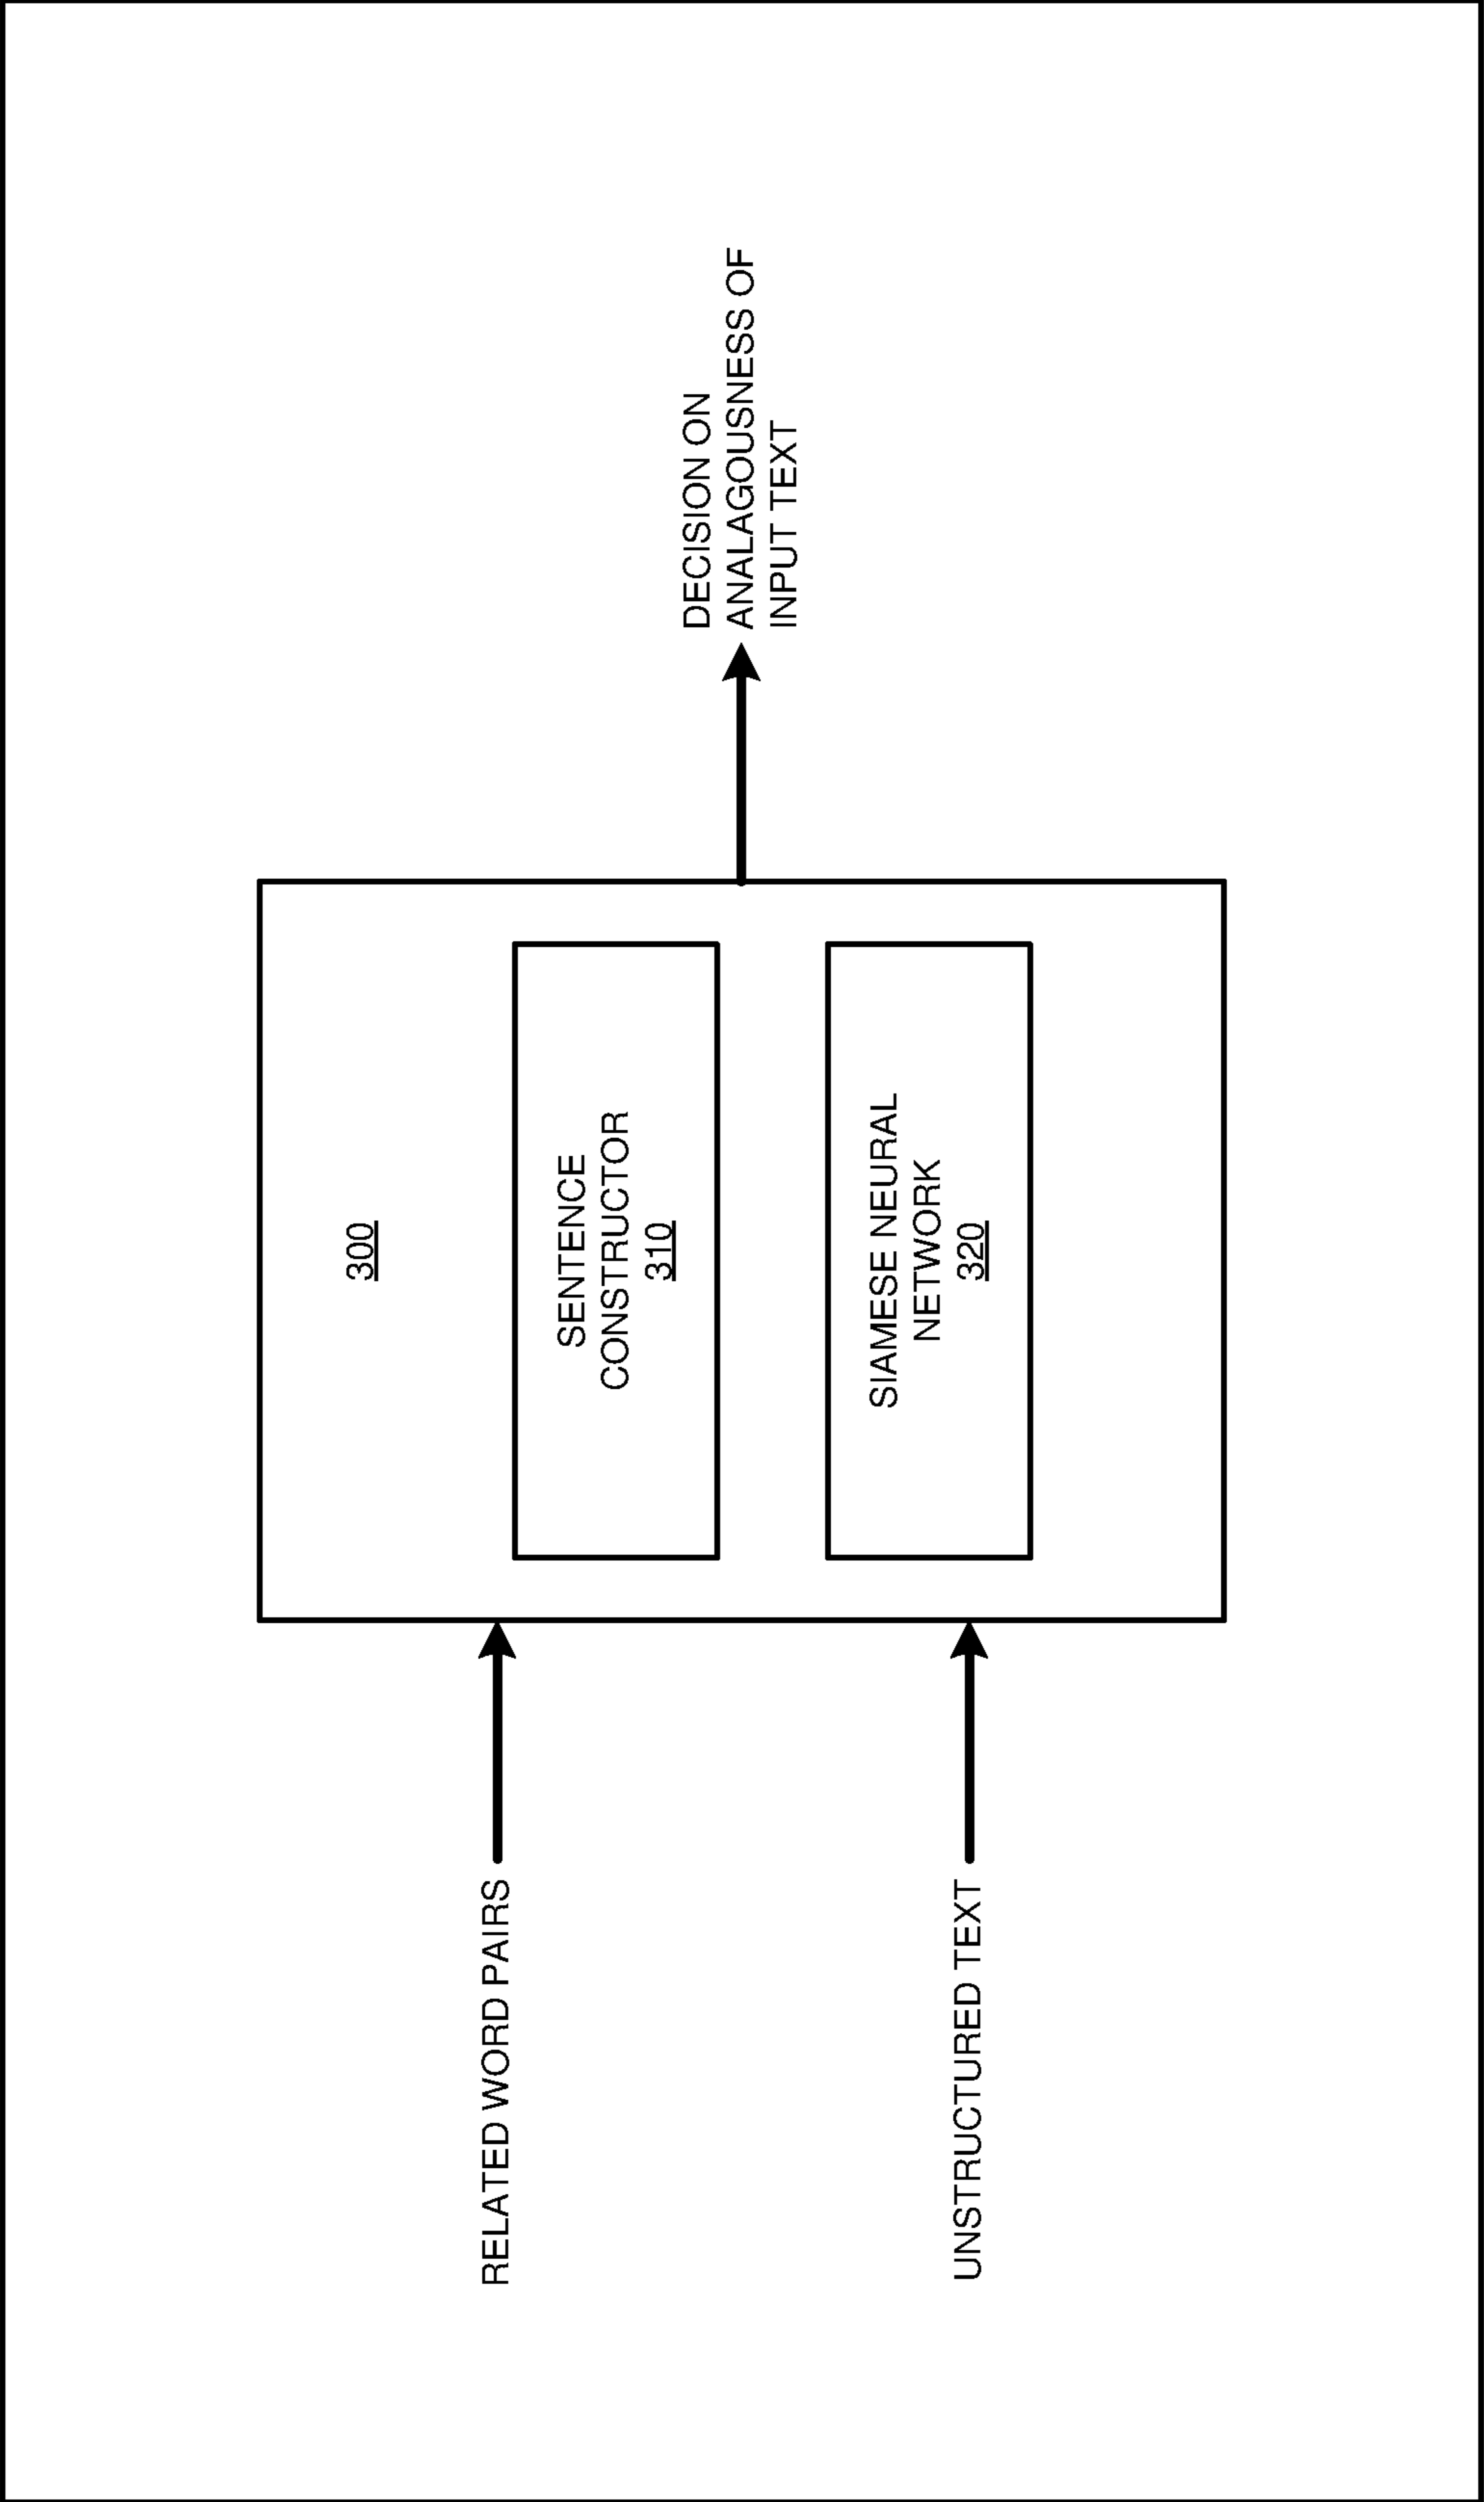 RELATED WORD PAIRS
UNSTRUCTURED TEXT
300
SENTENCE
CONSTRUCTOR
310
SIAMESE NEURAL
NETWORK
320
DECISION ON
ANALAGOUSNESS OF
INPUT TEXT